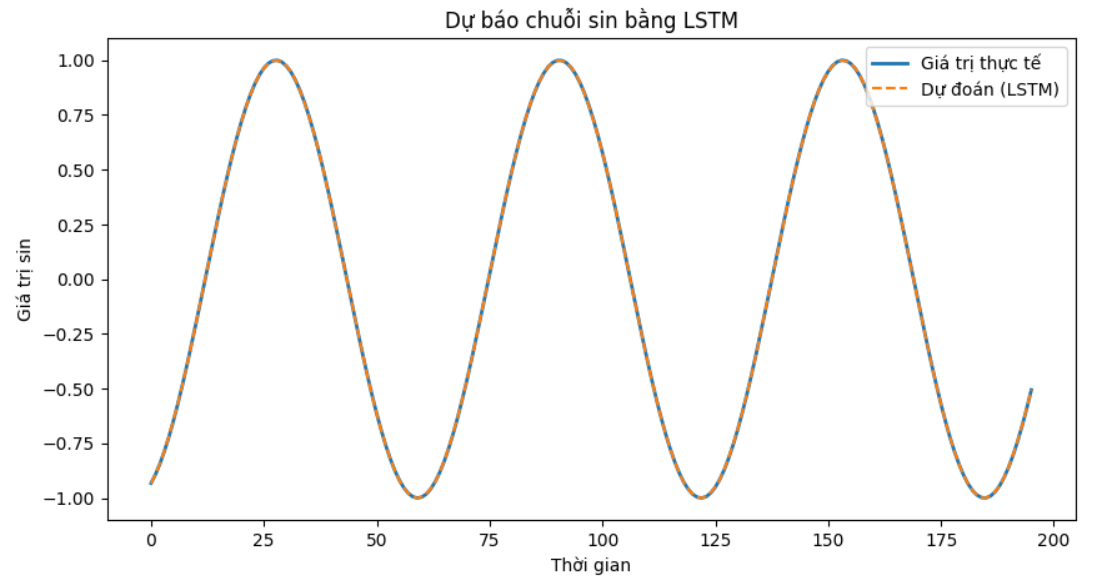 Dự báo chuỗi sin bằng LSTM
Giá trị thực tế
Dự đoán (LSTM)
Giá trị sin
1.00
0.75
0.50
0.25
0.00
−0.25
−0.50
−0.75
−1.00
0 25 50 75 100 125 150 175 200
Thời gian